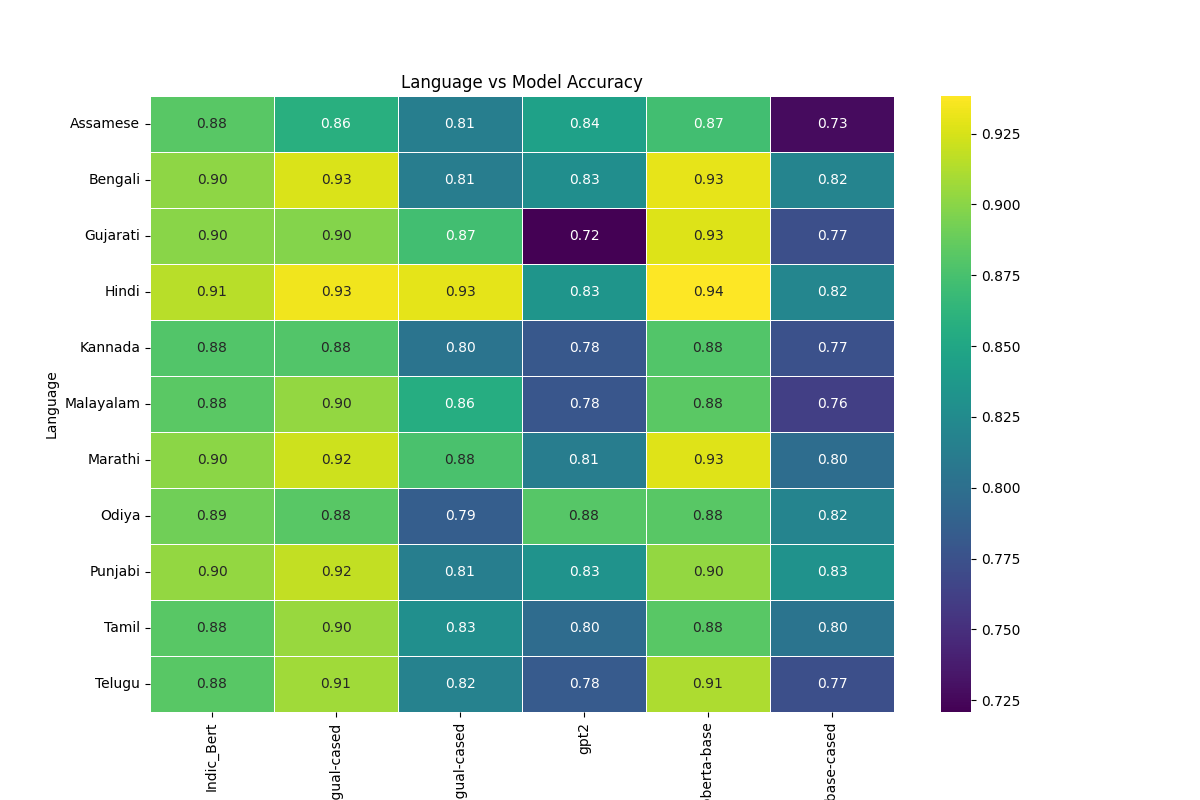 Language vs Model Accuracy
Language
Assamese 0.88 0.86 0.81 0.84 0.87 0.73
Bengali 0.90 0.93 0.81 0.83 0.93 0.82
Gujarati 0.90 0.90 0.87 0.72 0.93 0.77
Hindi 0.91 0.93 0.93 0.83 0.94 0.82
Kannada 0.88 0.88 0.80 0.78 0.88 0.77
Malayalam 0.88 0.90 0.86 0.78 0.88 0.76
Marathi 0.90 0.92 0.88 0.81 0.93 0.80
Odiya 0.89 0.88 0.79 0.88 0.88 0.82
Punjabi 0.90 0.92 0.81 0.83 0.90 0.83
Tamil 0.88 0.90 0.83 0.80 0.88 0.80
Telugu 0.88 0.91 0.82 0.78 0.91 0.77
Indic_Bert
gual-cased
gual-cased
gpt2
berta-base
base-cased
0.925
0.900
0.875
0.850
0.825
0.800
0.775
0.750
0.725